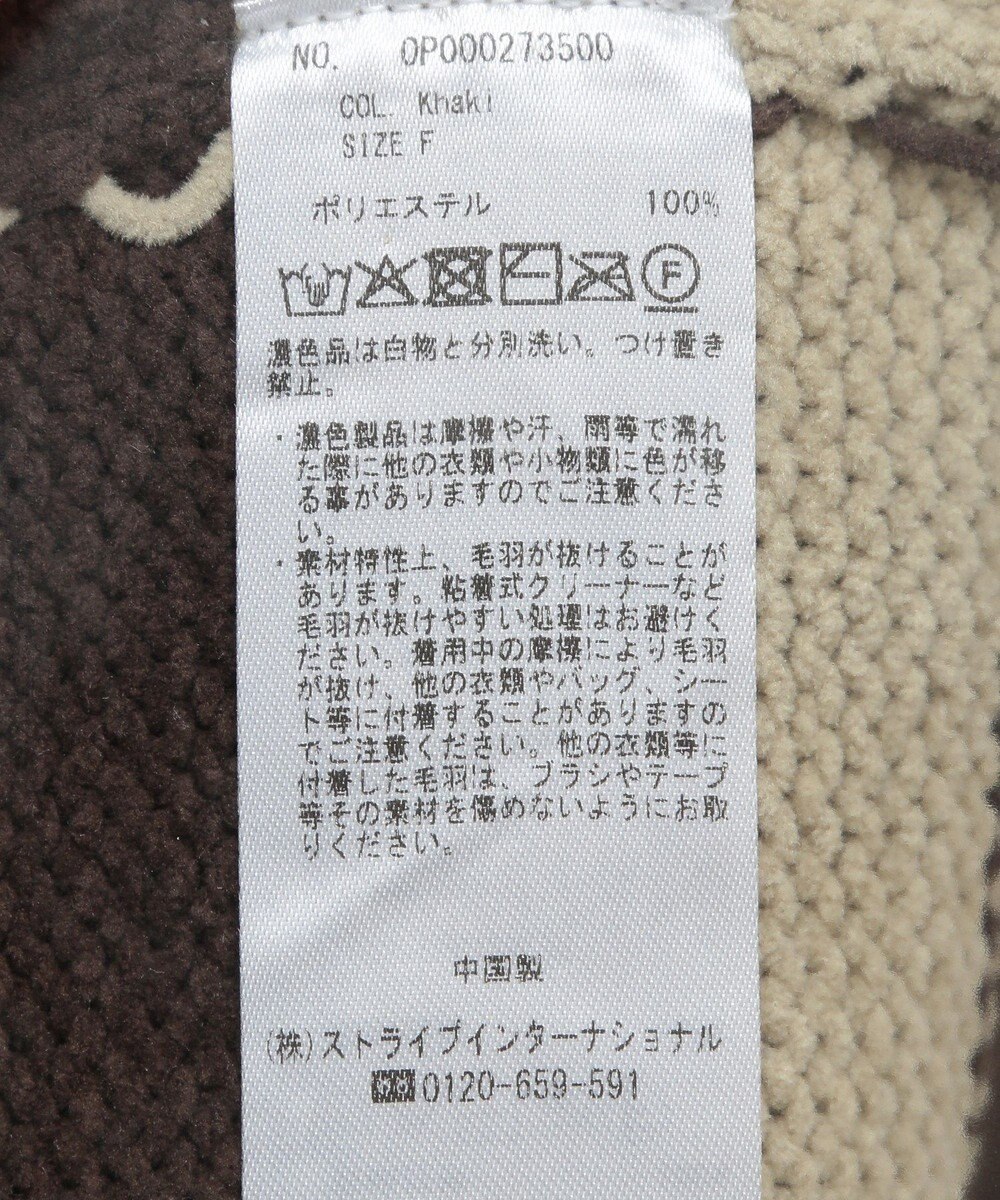 NO. OP000273500
COL. Khaki
SIZE F
ポリエステル 100%
F
濃色品は白物と分別洗い。つけ置き
禁止。
・濃色製品は摩擦や汗、雨等で濡れ
た際に他の衣類や小物類に色が移
る事がありますのでご注意くださ
い。
・素材特性上、毛羽が抜けることが
あります。粘着式クリーナーなど
毛羽が抜けやすい処理はお避けく
ださい。着用中の摩擦により毛羽
が抜け、他の衣類やバッグ、シー
ト等に付着することがありますの
でご注意ください。他の衣類等に
付着した毛羽は、ブラシやテープ
等その素材を傷めないようにお取
りください。
中国製
(株)ストライプインターナショナル
0120-659-591